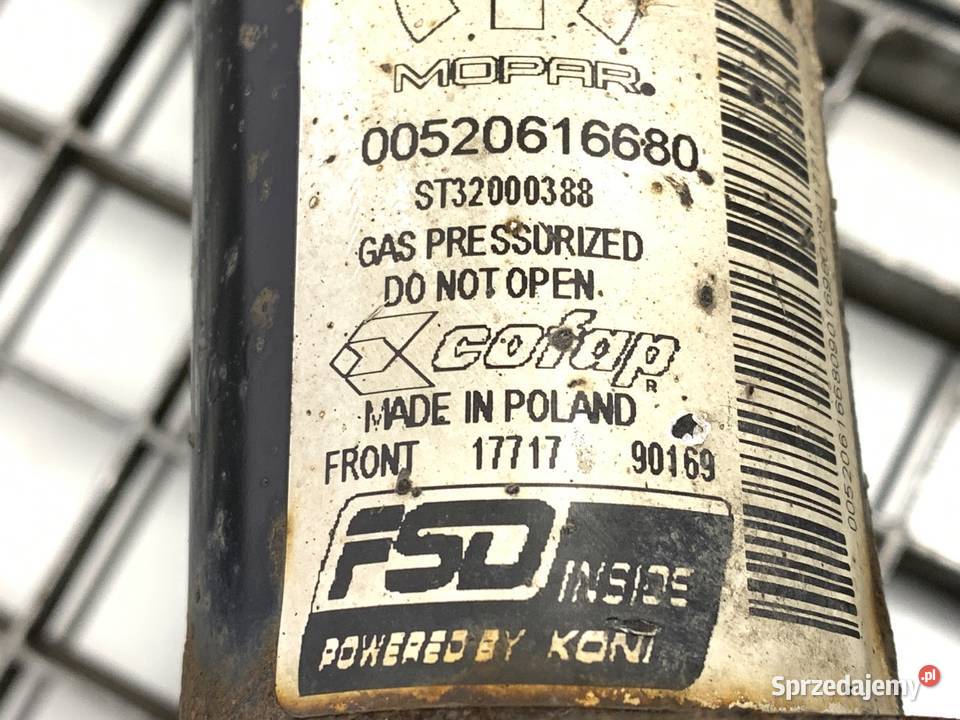 MOPAR
00520616680
ST32000388
GAS PRESSURIZED
DO NOT OPEN
cofap
R
MADE IN POLAND
FRONT 17717 90169
FSD INSIDE
POWERED BY KONI
Sprzedajemy.pl